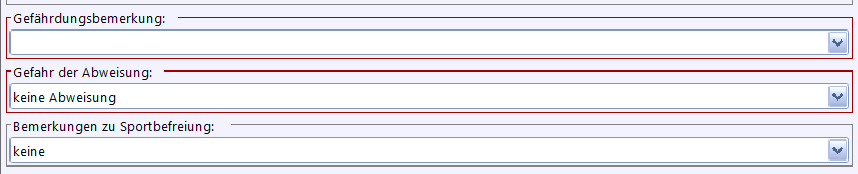 Gefährdungsbemerkung:
Gefahr der Abweisung:
keine Abweisung
Bemerkungen zu Sportbefreiung:
keine